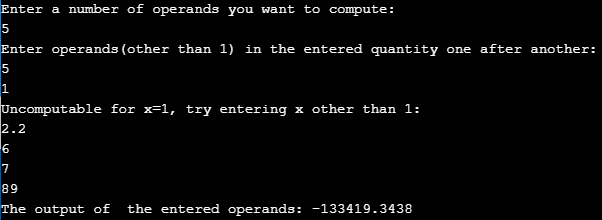 Enter a number of operands you want to compute:
5
Enter operands(other than 1) in the entered quantity one after another:
5
1
Uncomputable for x=1, try entering x other than 1:
2.2
6
7
89
The output of  the entered operands: -133419.3438